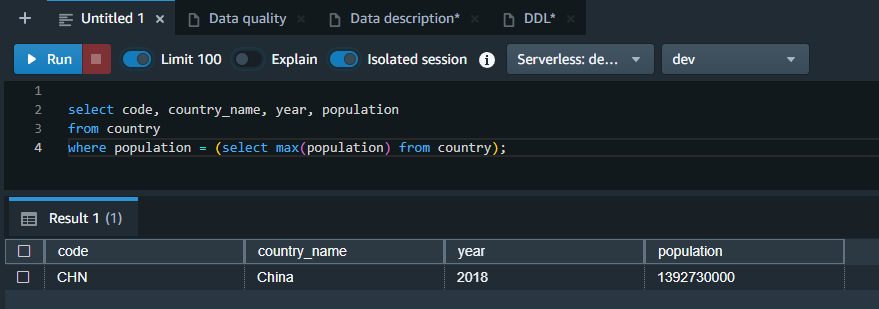 + Untitled 1 × Data quality × Data description* × DDL* ×
Run Limit 100 Explain Isolated session i Serverless: de... dev
1
2 select code, country_name, year, population
3 from country
4 where population = (select max(population) from country);
Result 1 (1)
code country_name year population
CHN China 2018 1392730000